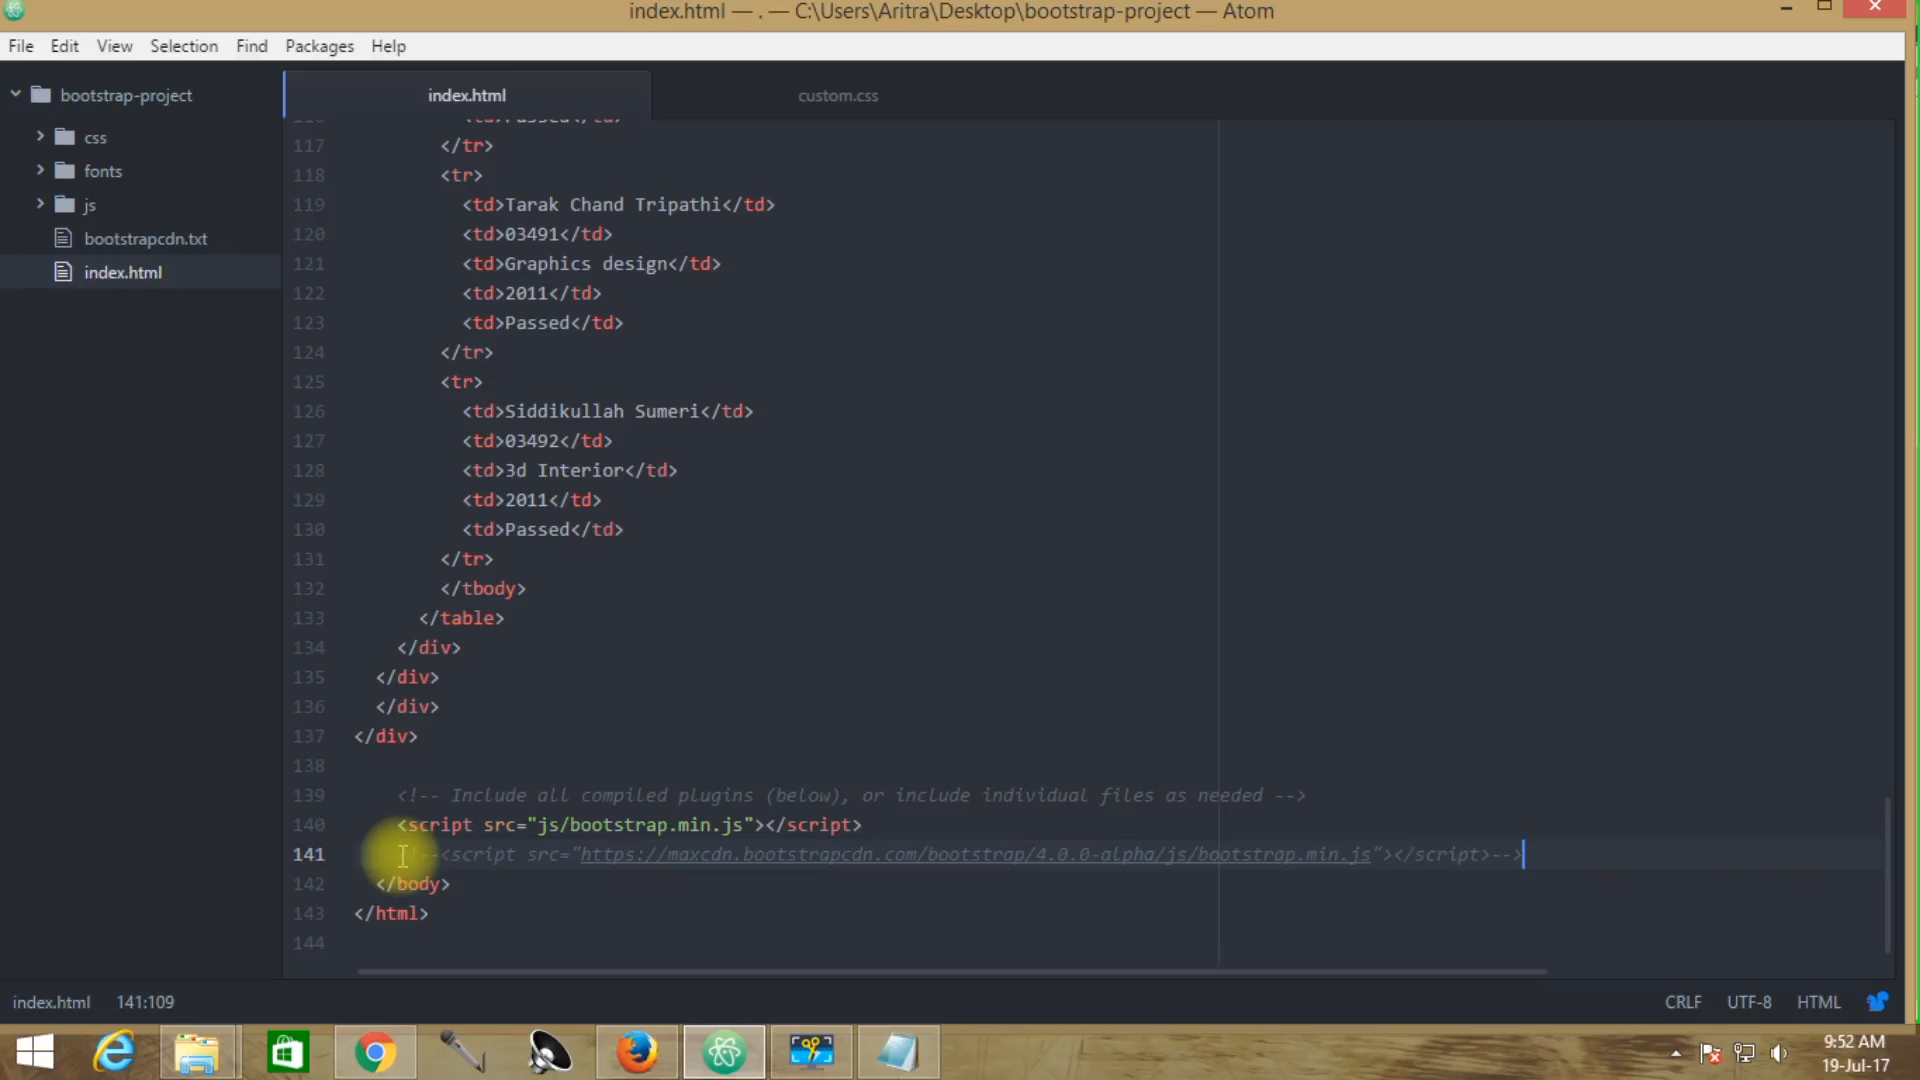 index.html — . — C:\Users\Aritra\Desktop\bootstrap-project — Atom
File Edit View Selection Find Packages Help
bootstrap-project
css
fonts
js
bootstrapcdn.txt
index.html
index.html custom.css
117 </tr>
118 <tr>
119 <td>Tarak Chand Tripathi</td>
120 <td>03491</td>
121 <td>Graphics design</td>
122 <td>2011</td>
123 <td>Passed</td>
124 </tr>
125 <tr>
126 <td>Siddikullah Sumeri</td>
127 <td>03492</td>
128 <td>3d Interior</td>
129 <td>2011</td>
130 <td>Passed</td>
131 </tr>
132 </tbody>
133 </table>
134 </div>
135 </div>
136 </div>
137 </div>
138
139 <!-- Include all compiled plugins (below), or include individual files as needed -->
140 <script src="js/bootstrap.min.js"></script>
141 <script src="https://maxcdn.bootstrapcdn.com/bootstrap/4.0.0-alpha/js/bootstrap.min.js"></script>-->
142 </body>
143 </html>
144
index.html 141:109 CRLF UTF-8 HTML
9:52 AM
19-Jul-17